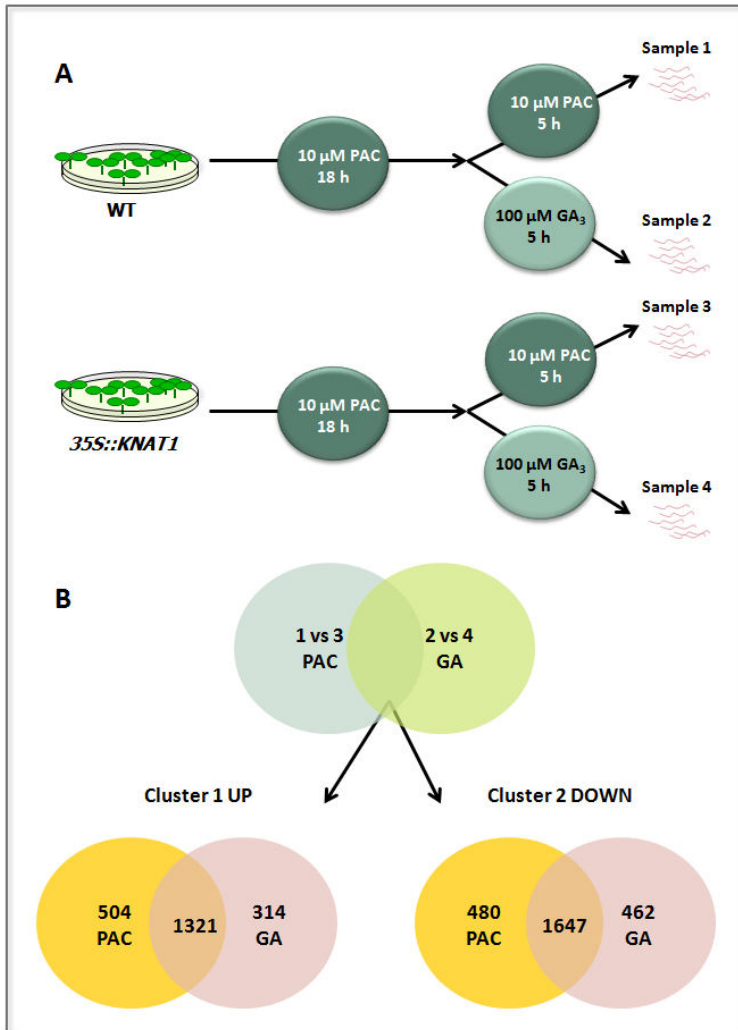 A
Sample 1
10 µM PAC
5 h
10 µM PAC
18 h
WT
100 µM GA₃
5 h
Sample 2
Sample 3
10 µM PAC
5 h
10 µM PAC
18 h
35S::KNAT1
100 µM GA₃
5 h
Sample 4
B
1 vs 3
PAC
2 vs 4
GA
Cluster 1 UP
Cluster 2 DOWN
504
PAC
1321
314
GA
480
PAC
1647
462
GA